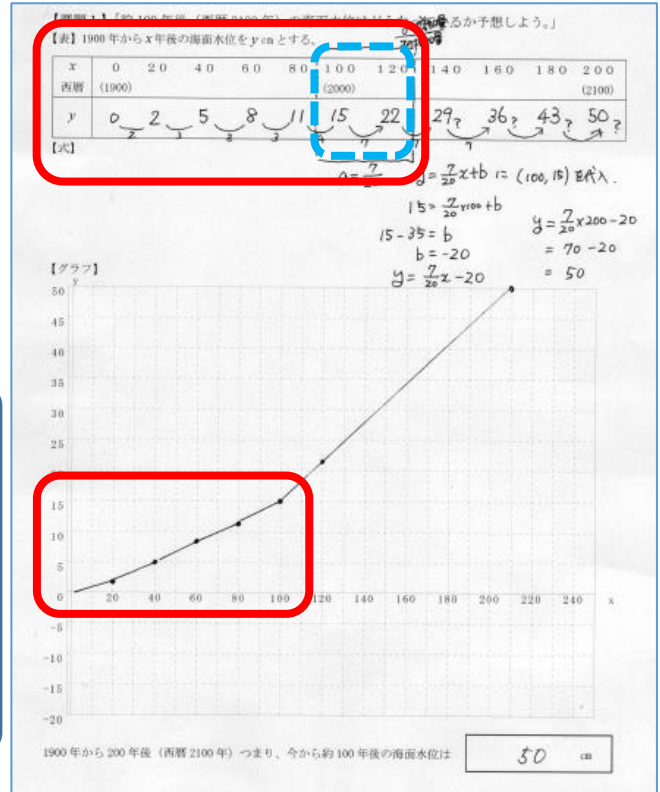 【課題1】「約100年後（西暦2100年）の海面水位はどう るか予想しよう。」
【表】1900年からx年後の海面水位をy cmとする。
x 0 20 40 60 80 100 120 140 160 180 200
西暦 (1900) (2000) (2100)
y 0 2 5 8 11 15 22 29? 36? 43? 50?
2 3 3 3 7 7
【式】
a=7/20 y=7/20x+b に (100, 15) を代入.
15=7/20×100+b
15-35=b
b=-20
y=7/20x-20
y=7/20×200-20
=70-20
=50
【グラフ】
y
50
45
40
35
30
25
15
10
5
0 20 40 60 80 100 120 140 160 180 200 220 240 x
-5
-10
-15
-20
1900年から200年後（西暦2100年）つまり、今から約100年後の海面水位は 50 cm